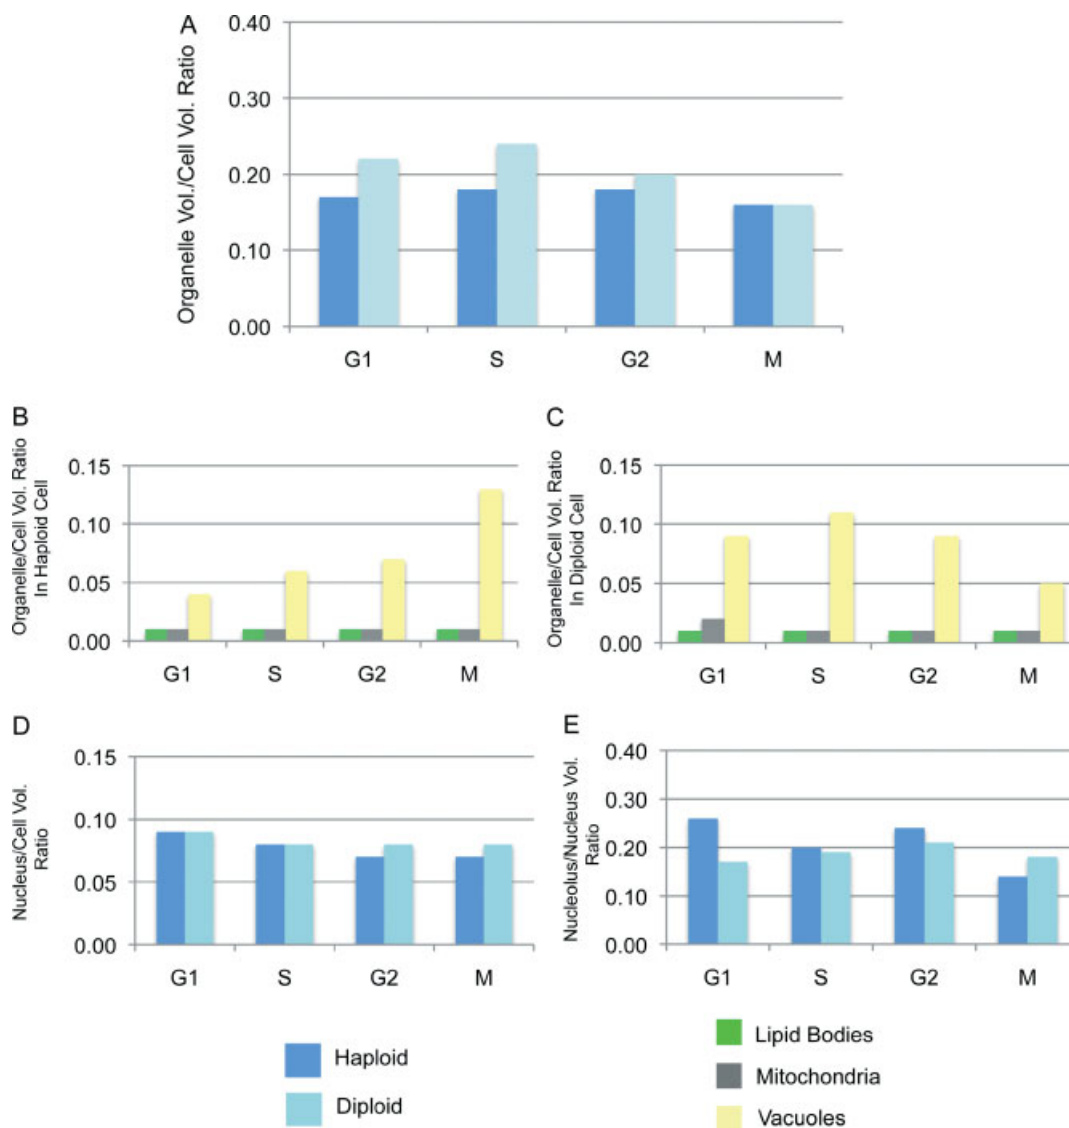 A
Organelle Vol./Cell Vol. Ratio
0.40
0.30
0.20
0.10
0.00
G1 S G2 M
B
Organelle/Cell Vol. Ratio
In Haploid Cell
0.15
0.10
0.05
0.00
G1 S G2 M
C
Organelle/Cell Vol. Ratio
In Diploid Cell
0.15
0.10
0.05
0.00
G1 S G2 M
D
Nucleus/Cell Vol.
Ratio
0.15
0.10
0.05
0.00
G1 S G2 M
E
Nucleolus/Nucleus Vol.
Ratio
0.40
0.30
0.20
0.10
0.00
G1 S G2 M
Haploid
Diploid
Lipid Bodies
Mitochondria
Vacuoles